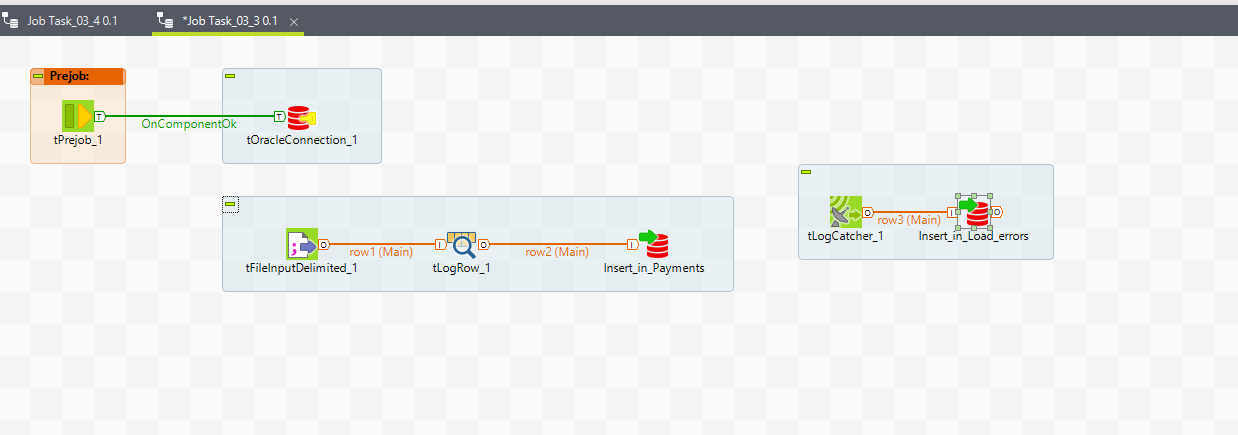 Job Task_03_4 0.1
*Job Task_03_3 0.1
Prejob:
T
OnComponentOk
T
tPrejob_1
tOracleConnection_1
O
row3 (Main)
I
O
tLogCatcher_1
Insert_in_Load_errors
O
row1 (Main)
I
O
row2 (Main)
I
tFileInputDelimited_1
tLogRow_1
Insert_in_Payments